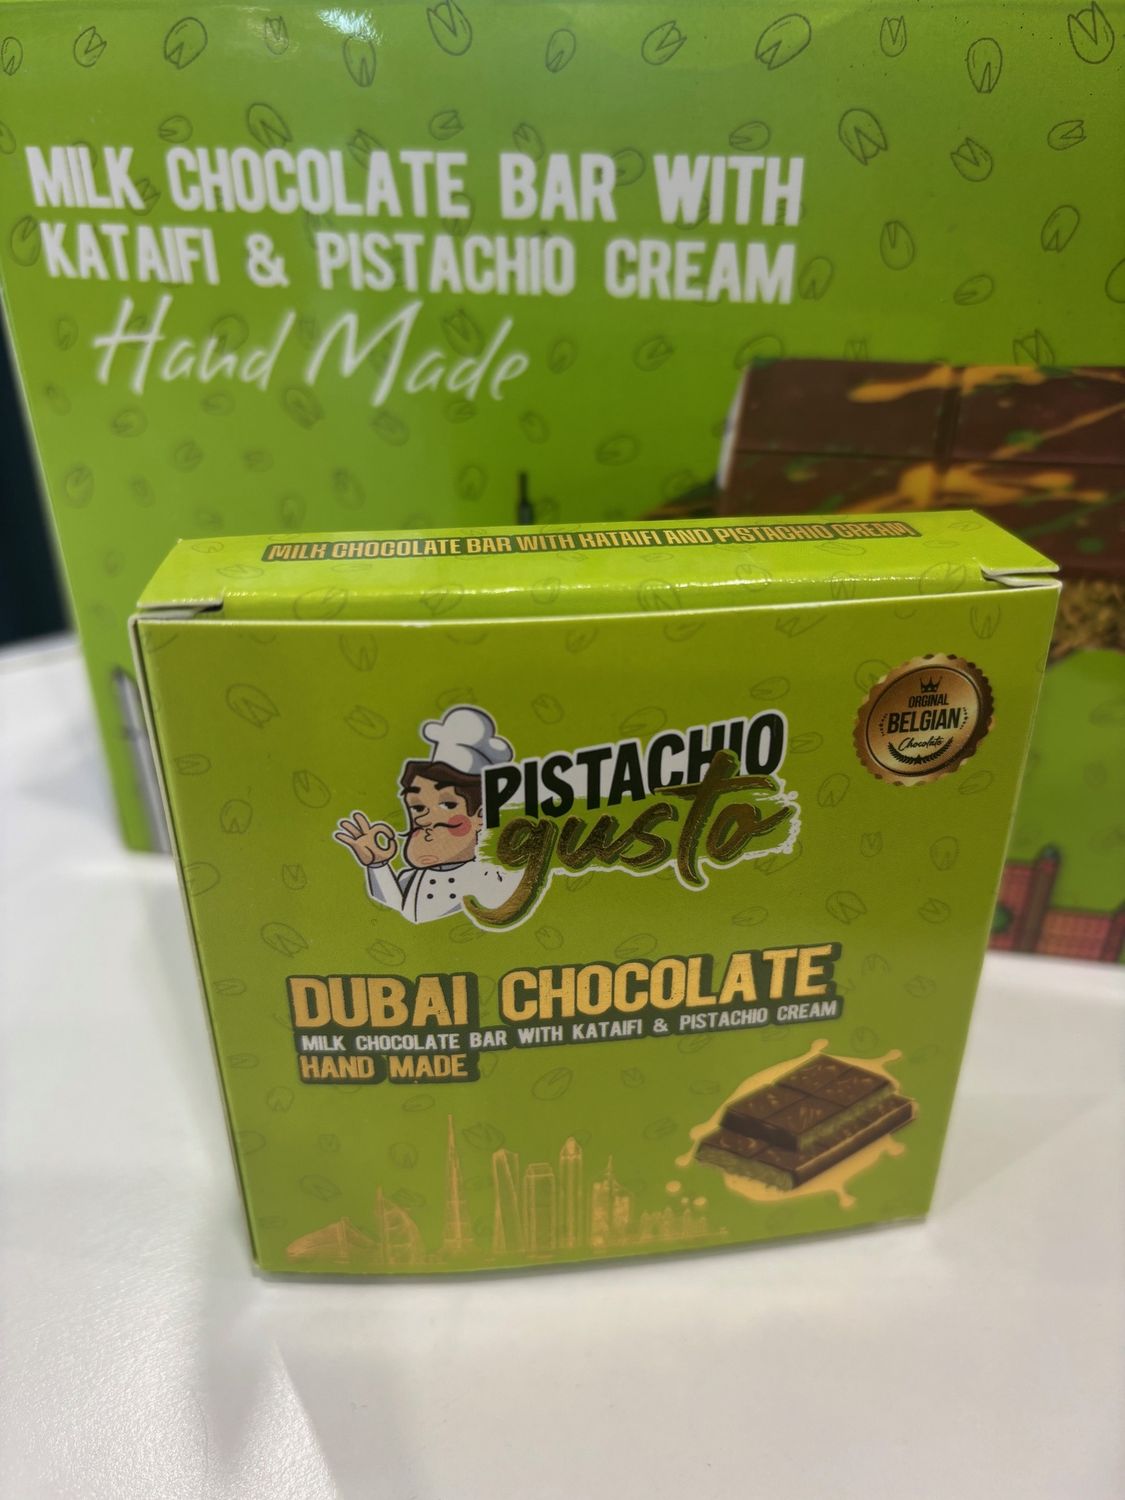 MILK CHOCOLATE BAR WITH
KATAIFI & PISTACHIO CREAM
Hand Made
MILK CHOCOLATE BAR WITH KATAIFI AND PISTACHIO CREAM
ORGINAL
BELGIAN
Chocolate
PISTACHIO
gusto
DUBAI CHOCOLATE
MILK CHOCOLATE BAR WITH KATAIFI & PISTACHIO CREAM
HAND MADE